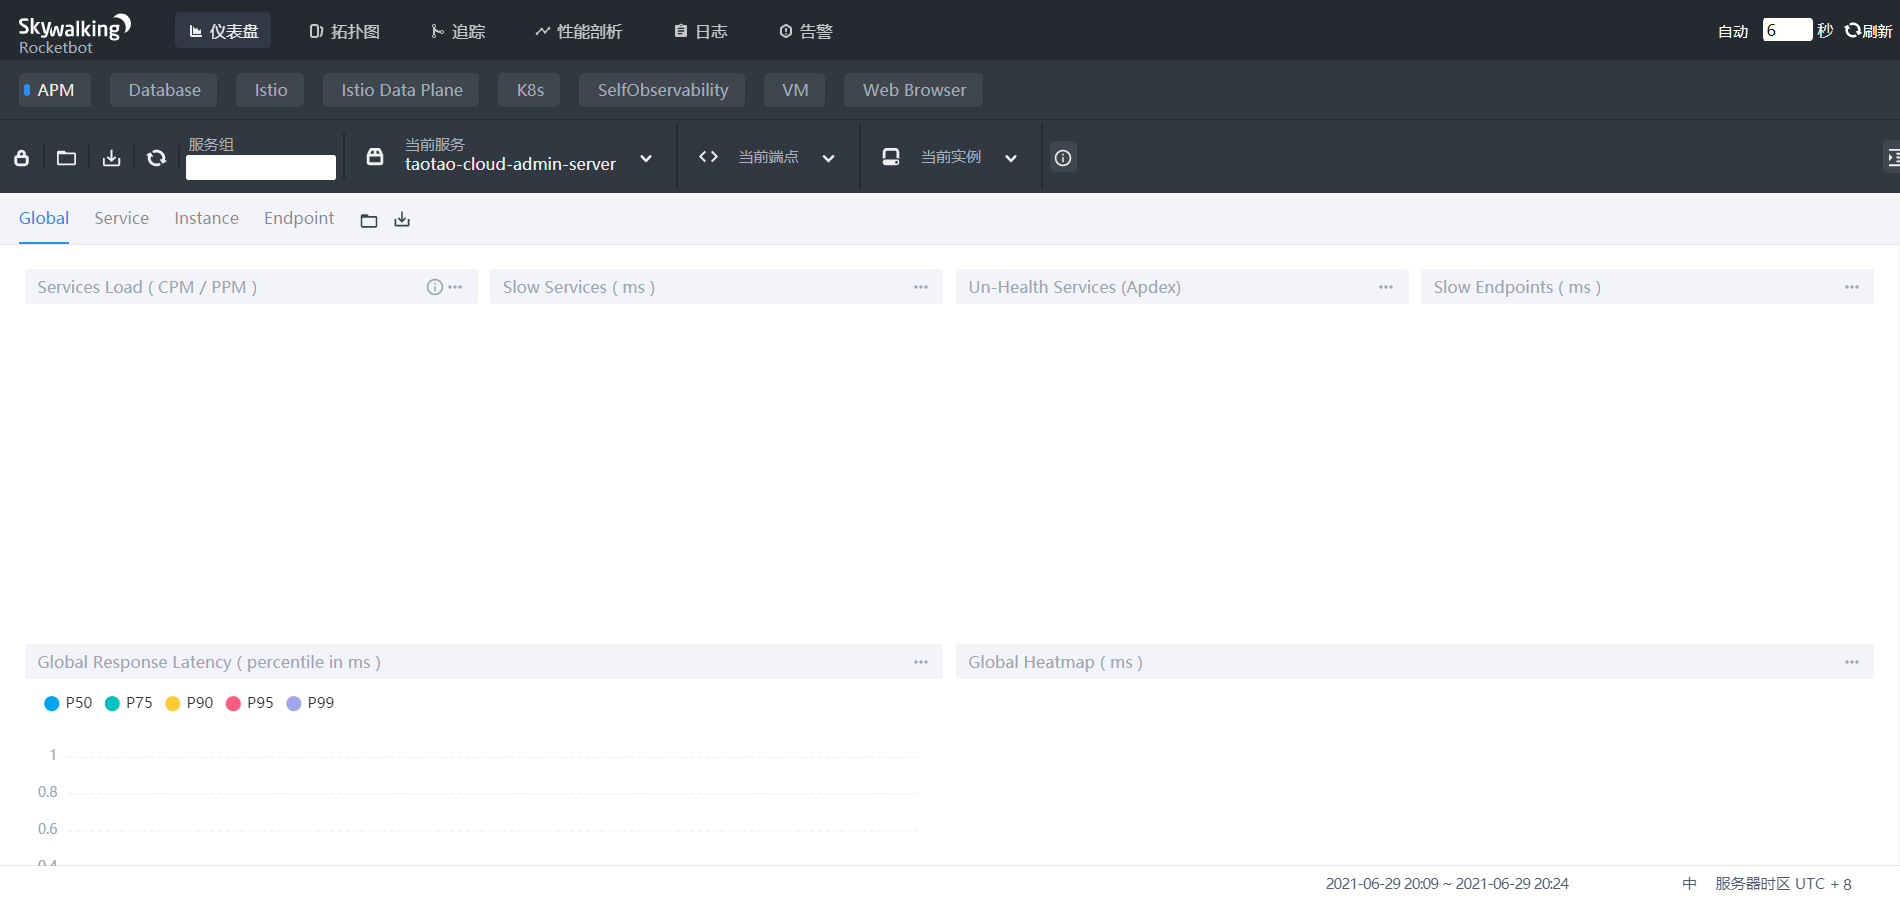 Skywalking
Rocketbot
仪表盘 拓扑图 追踪 性能剖析 日志 告警
自动 6 秒 刷新
APM Database Istio Istio Data Plane K8s SelfObservability VM Web Browser
服务组
当前服务
taotao-cloud-admin-server
当前端点
当前实例
Global Service Instance Endpoint
Services Load ( CPM / PPM )
Slow Services ( ms )
Un-Health Services (Apdex)
Slow Endpoints ( ms )
Global Response Latency ( percentile in ms )
Global Heatmap ( ms )
P50 P75 P90 P95 P99
1
0.8
0.6
0.4
2021-06-29 20:09 ~ 2021-06-29 20:24
中 服务器时区 UTC + 8